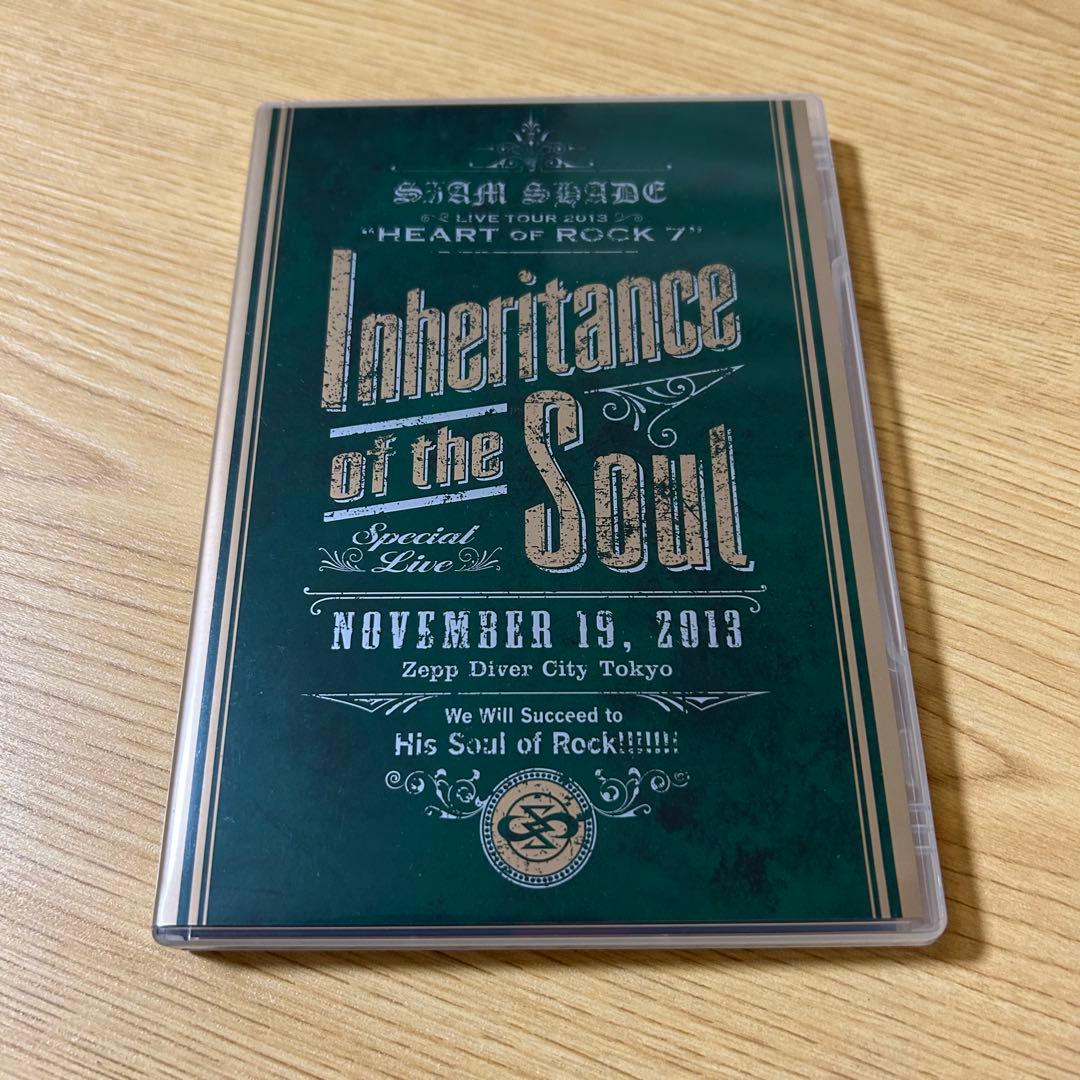 SIAM SHADE
LIVE TOUR 2013
"HEART OF ROCK 7"
Inheritance
of the Soul
Special
Live
NOVEMBER 19, 2013
Zepp Diver City Tokyo
We Will Succeed to
His Soul of Rock!!!!!!!!